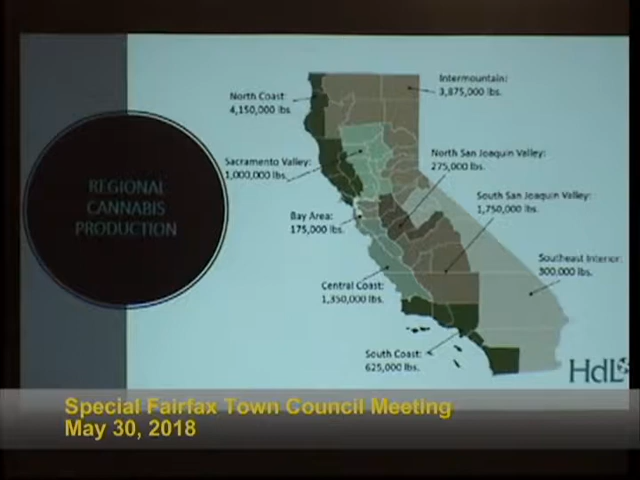 REGIONAL
CANNABIS
PRODUCTION
North Coast:
4,150,000 lbs.
Intermountain:
3,875,000 lbs.
Sacramento Valley:
1,000,000 lbs.
North San Joaquin Valley:
275,000 lbs.
South San Joaquin Valley:
1,750,000 lbs.
Bay Area:
175,000 lbs.
Southeast Interior:
300,000 lbs.
Central Coast:
1,350,000 lbs.
South Coast:
625,000 lbs.
HdL
Special Fairfax Town Council Meeting
May 30, 2018